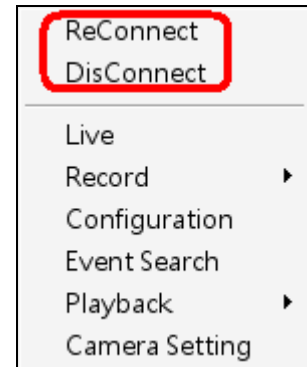 ReConnect
DisConnect
Live
Record
Configuration
Event Search
Playback
Camera Setting